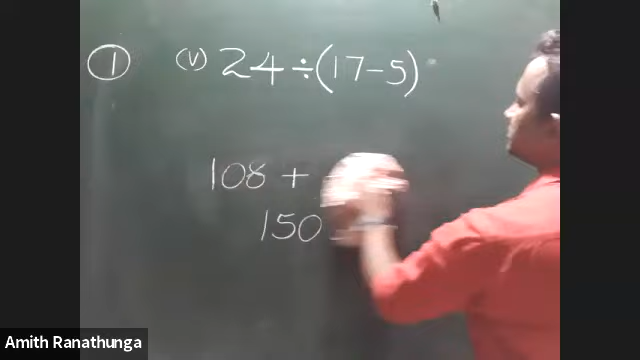 ① (v) 24 ÷ (17 - 5)
108 +
150
Amith Ranathunga